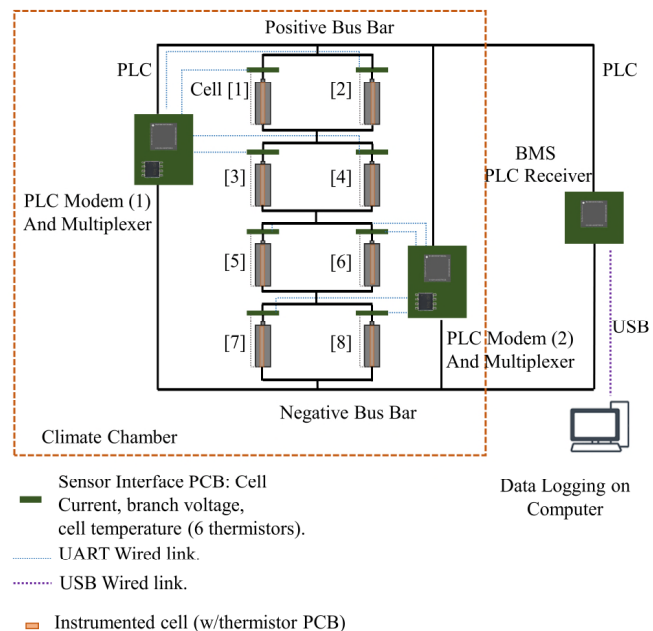 Positive Bus Bar
PLC
PLC
Cell [1]
[2]
BMS
PLC Receiver
[3]
[4]
PLC Modem (1)
And Multiplexer
[5]
[6]
USB
[7]
[8]
PLC Modem (2)
And Multiplexer
Negative Bus Bar
Climate Chamber
Sensor Interface PCB: Cell
Current, branch voltage,
cell temperature (6 thermistors).
Data Logging on
Computer
UART Wired link.
USB Wired link.
Instumented cell (w/thermistor PCB)